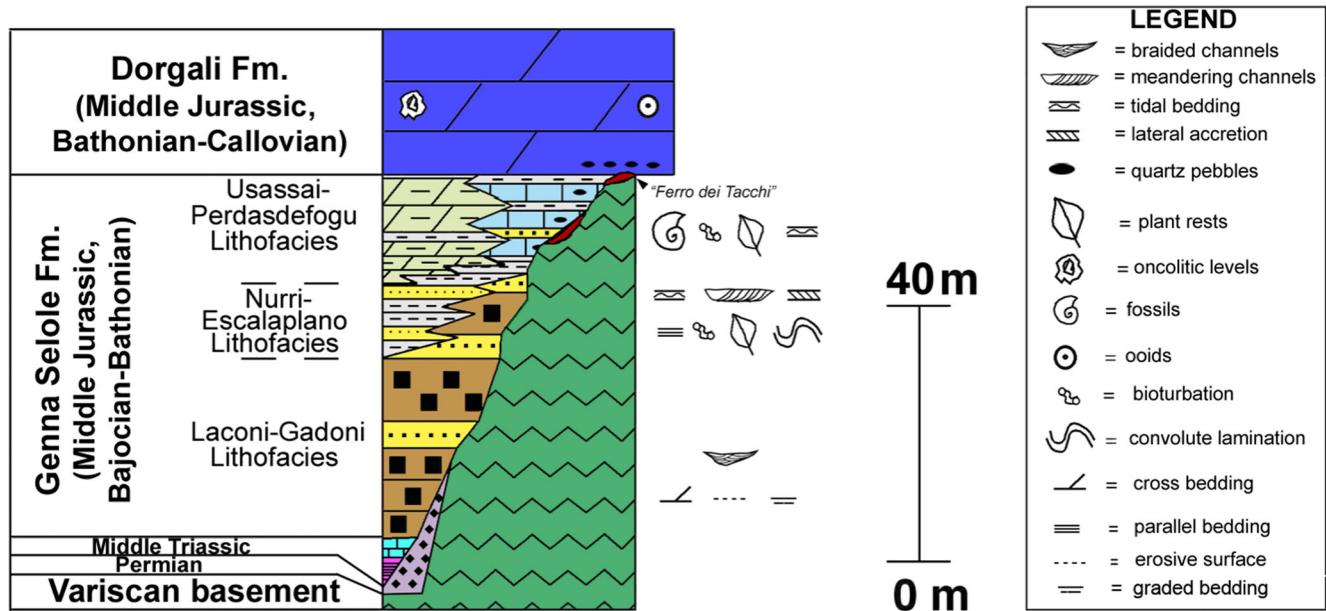 Dorgali Fm.
(Middle Jurassic,
Bathonian-Callovian)
Genna Selole Fm.
(Middle Jurassic,
Bajocian-Bathonian)
Usassai-
Perdasdefogu
Lithofacies
Nurri-
Escalaplano
Lithofacies
Laconi-Gadoni
Lithofacies
Middle Triassic
Permian
Variscan basement
"Ferro dei Tacchi"
40 m
0 m
LEGEND
= braided channels
= meandering channels
= tidal bedding
= lateral accretion
= quartz pebbles
= plant rests
= oncolitic levels
= fossils
= ooids
= bioturbation
= convolute lamination
= cross bedding
= parallel bedding
= erosive surface
= graded bedding